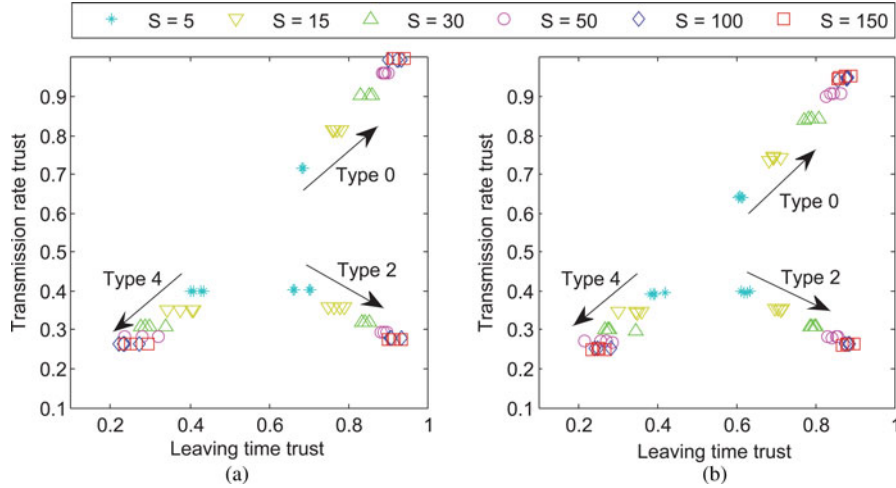 S = 5 S = 15 S = 30 S = 50 S = 100 S = 150
Transmission rate trust
0.9
0.8
0.7
0.6
0.5
0.4
0.3
0.2
0.1
Type 0
Type 4
Type 2
0.2 0.4 0.6 0.8 1
Leaving time trust
(a)
Transmission rate trust
0.9
0.8
0.7
0.6
0.5
0.4
0.3
0.2
0.1
Type 0
Type 4
Type 2
0.2 0.4 0.6 0.8 1
Leaving time trust
(b)